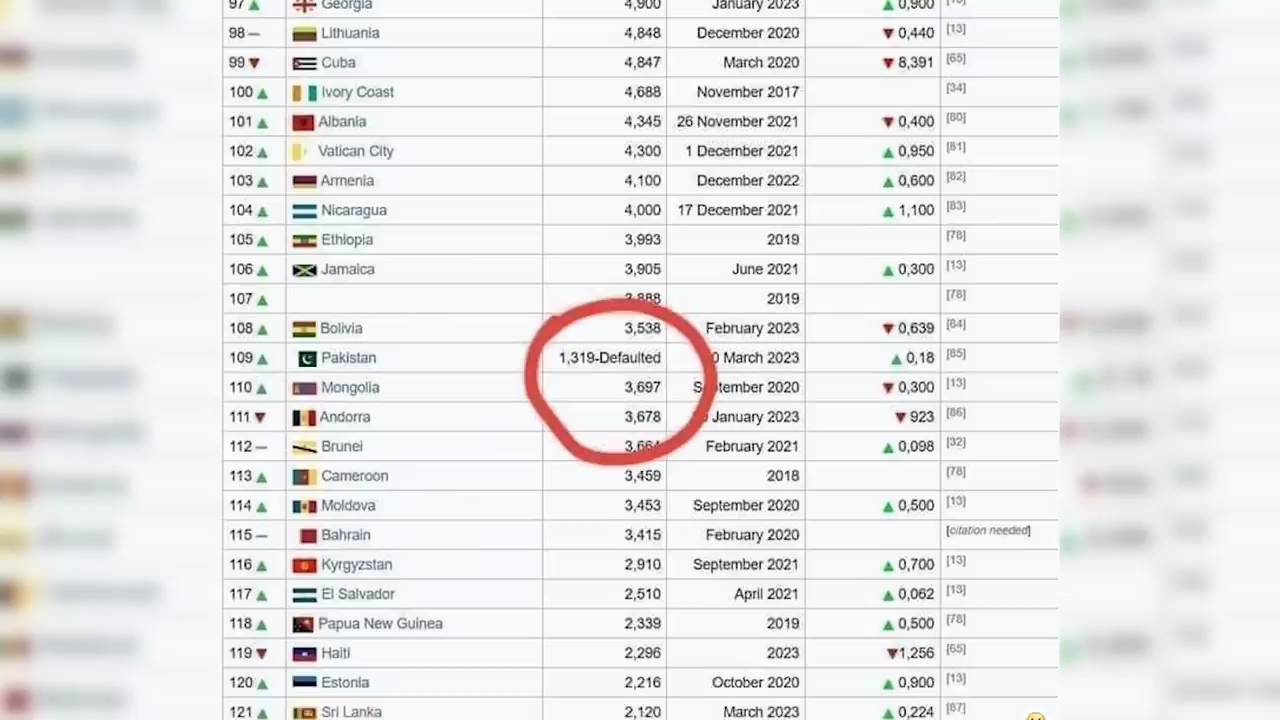 97 Georgia 4,900 January 2023 0,900
98 Lithuania 4,848 December 2020 0,440 [13]
99 Cuba 4,847 March 2020 8,391 [65]
100 Ivory Coast 4,688 November 2017 [34]
101 Albania 4,345 26 November 2021 0,400 [80]
102 Vatican City 4,300 1 December 2021 0,950 [81]
103 Armenia 4,100 December 2022 0,600 [82]
104 Nicaragua 4,000 17 December 2021 1,100 [83]
105 Ethiopia 3,993 2019 [78]
106 Jamaica 3,905 June 2021 0,300 [13]
107 2019 [78]
108 Bolivia 3,538 February 2023 0,639 [84]
109 Pakistan 1,319-Defaulted March 2023 0,18 [85]
110 Mongolia 3,697 September 2020 0,300 [13]
111 Andorra 3,678 January 2023 923 [86]
112 Brunei 3,664 February 2021 0,098 [32]
113 Cameroon 3,459 2018 [78]
114 Moldova 3,453 September 2020 0,500 [13]
115 Bahrain 3,415 February 2020 [citation needed]
116 Kyrgyzstan 2,910 September 2021 0,700 [13]
117 El Salvador 2,510 April 2021 0,062 [13]
118 Papua New Guinea 2,339 2019 0,500 [78]
119 Haiti 2,296 2023 1,256 [65]
120 Estonia 2,216 October 2020 0,900 [13]
121 Sri Lanka 2,120 March 2023 0,224 [87]